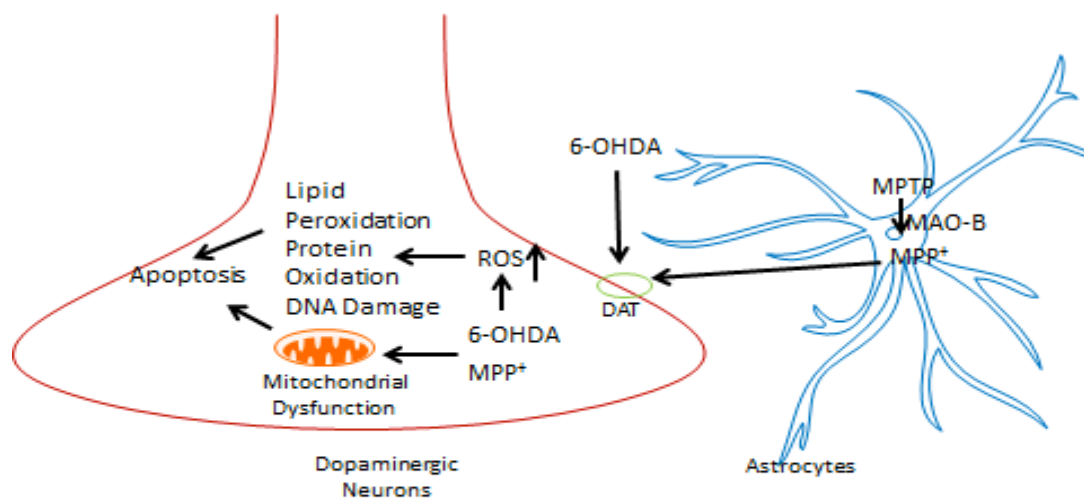 6-OHDA
MPTP
MAO-B
MPP⁺
DAT
Lipid
Peroxidation
Protein
Oxidation
DNA Damage
ROS
Apoptosis
6-OHDA
MPP⁺
Mitochondrial
Dysfunction
Dopaminergic
Neurons
Astrocytes